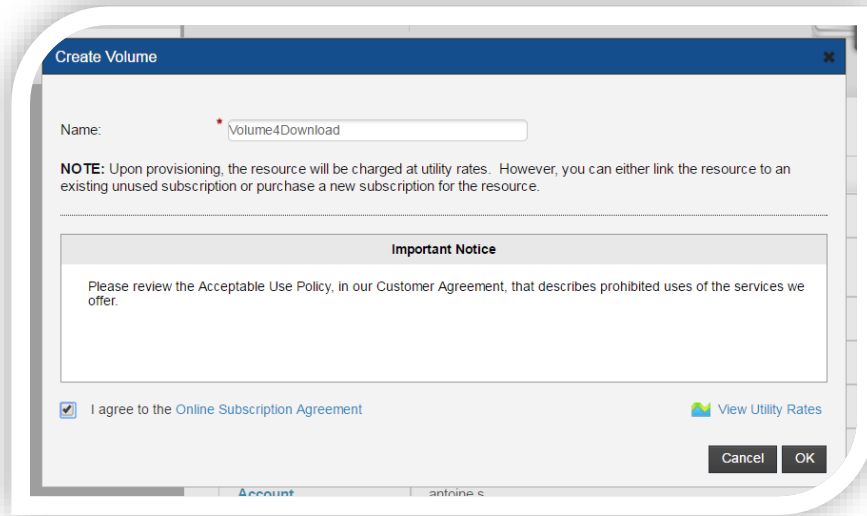 Create Volume
Name: * Volume4Download
NOTE: Upon provisioning, the resource will be charged at utility rates. However, you can either link the resource to an
existing unused subscription or purchase a new subscription for the resource.
Important Notice
Please review the Acceptable Use Policy, in our Customer Agreement, that describes prohibited uses of the services we
offer.
I agree to the Online Subscription Agreement
View Utility Rates
Cancel OK
Account antoine s